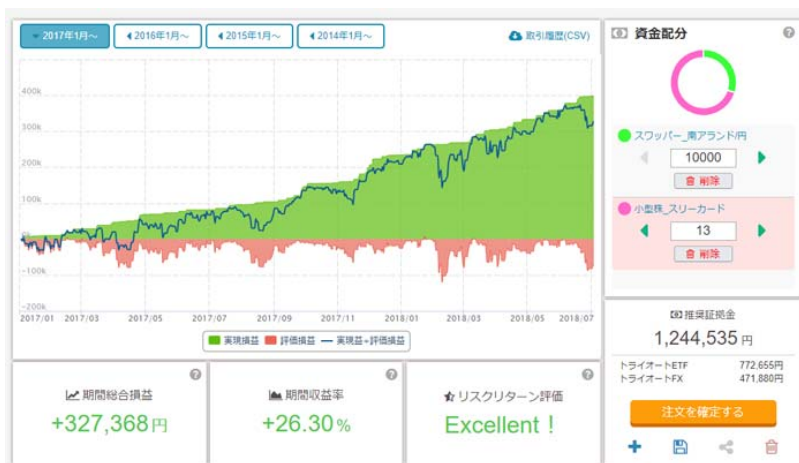 2017年1月～ 2016年1月～ 2015年1月～ 2014年1月～ 取引履歴(CSV)
400k
300k
200k
100k
0
-100k
-200k
2017/01 2017/03 2017/05 2017/07 2017/09 2017/11 2018/01 2018/03 2018/05 2018/07
実現損益 評価損益 実現益+評価損益
期間総合損益
+327,368円
期間収益率
+26.30%
リスクリターン評価
Excellent !
資金配分
スワッパー_南アランド/円
10000
削除
小型株_スリーカード
13
削除
推奨証拠金
1,244,535 円
トライオートETF 772,655円
トライオートFX 471,880円
注文を確定する